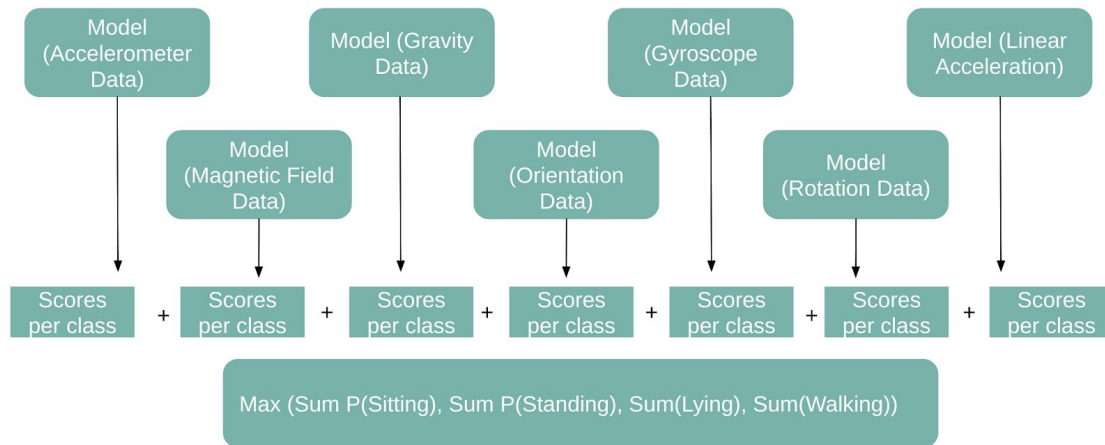 Model
(Accelerometer
Data)
Model (Gravity
Data)
Model
(Gyroscope
Data)
Model (Linear
Acceleration)
Model
(Magnetic Field
Data)
Model
(Orientation
Data)
Model
(Rotation Data)
Scores
per class
+
Scores
per class
+
Scores
per class
+
Scores
per class
+
Scores
per class
+
Scores
per class
+
Scores
per class
Max (Sum P(Sitting), Sum P(Standing), Sum(Lying), Sum(Walking))